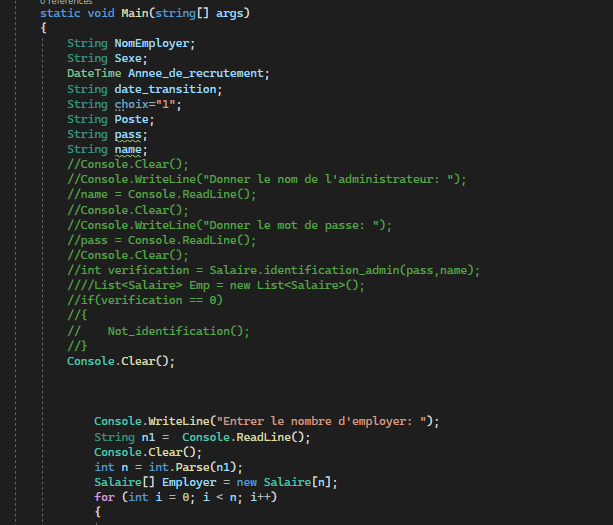 0 references
static void Main(string[] args)
{
String NomEmployer;
String Sexe;
DateTime Annee_de_recrutement;
String date_transition;
String choix="1";
String Poste;
String pass;
String name;
//Console.Clear();
//Console.WriteLine("Donner le nom de l'administrateur: ");
//name = Console.ReadLine();
//Console.Clear();
//Console.WriteLine("Donner le mot de passe: ");
//pass = Console.ReadLine();
//Console.Clear();
//int verification = Salaire.identification_admin(pass,name);
////List<Salaire> Emp = new List<Salaire>();
//if(verification == 0)
//{
//    Not_identification();
//}
Console.Clear();
Console.WriteLine("Entrer le nombre d'employer: ");
String n1 =  Console.ReadLine();
Console.Clear();
int n = int.Parse(n1);
Salaire[] Employer = new Salaire[n];
for (int i = 0; i < n; i++)
{